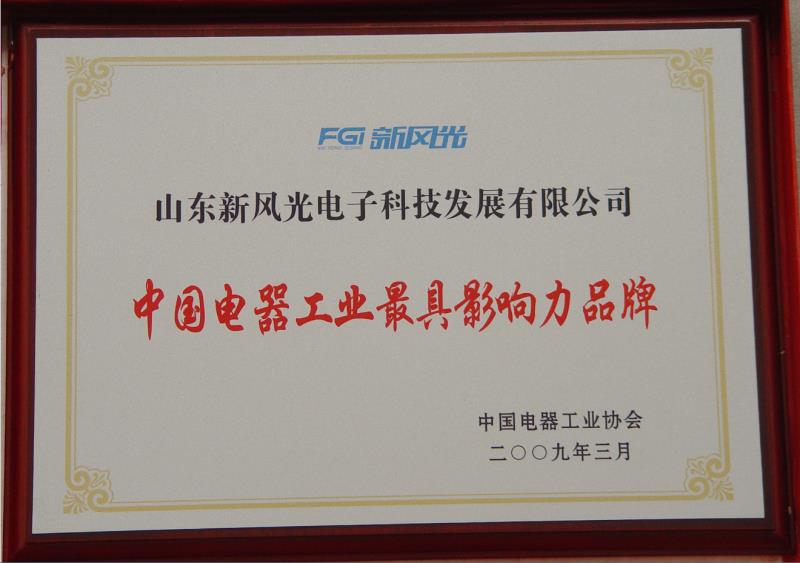 FGI 新风光
山东新风光电子科技发展有限公司
中国电器工业最具影响力品牌
中国电器工业协会
二〇〇九年三月